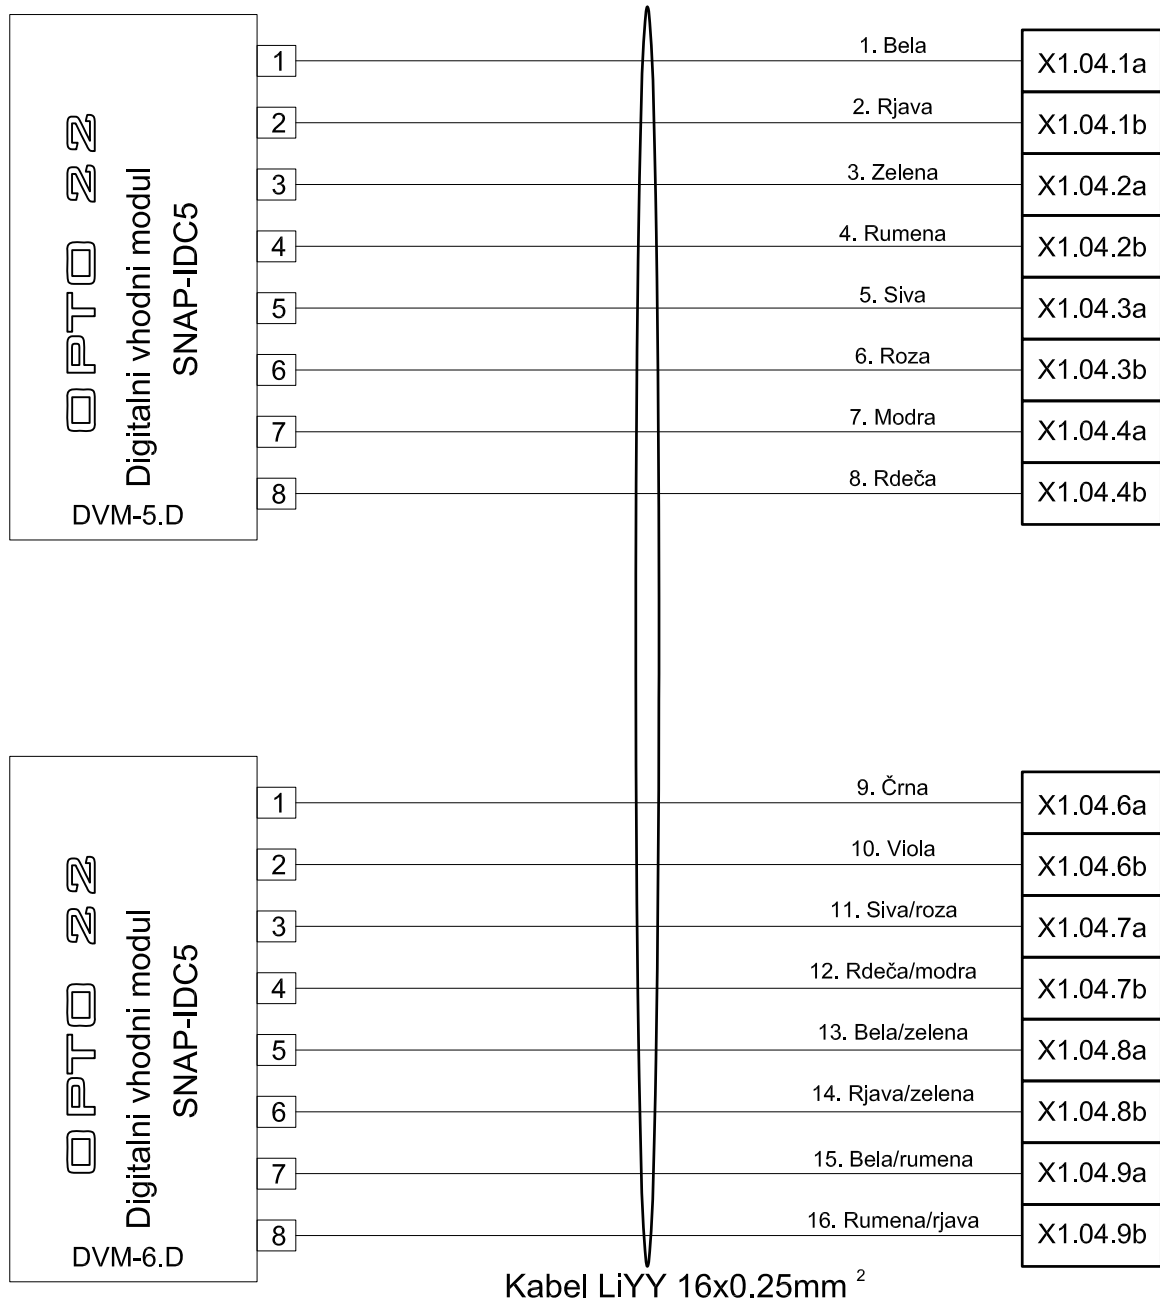 OPTO 22
Digitalni vhodni modul
SNAP-IDC5
DVM-5.D
1 1. Bela X1.04.1a
2 2. Rjava X1.04.1b
3 3. Zelena X1.04.2a
4 4. Rumena X1.04.2b
5 5. Siva X1.04.3a
6 6. Roza X1.04.3b
7 7. Modra X1.04.4a
8 8. Rdeča X1.04.4b
OPTO 22
Digitalni vhodni modul
SNAP-IDC5
DVM-6.D
1 9. Črna X1.04.6a
2 10. Viola X1.04.6b
3 11. Siva/roza X1.04.7a
4 12. Rdeča/modra X1.04.7b
5 13. Bela/zelena X1.04.8a
6 14. Rjava/zelena X1.04.8b
7 15. Bela/rumena X1.04.9a
8 16. Rumena/rjava X1.04.9b
Kabel LiYY 16x0,25mm ²